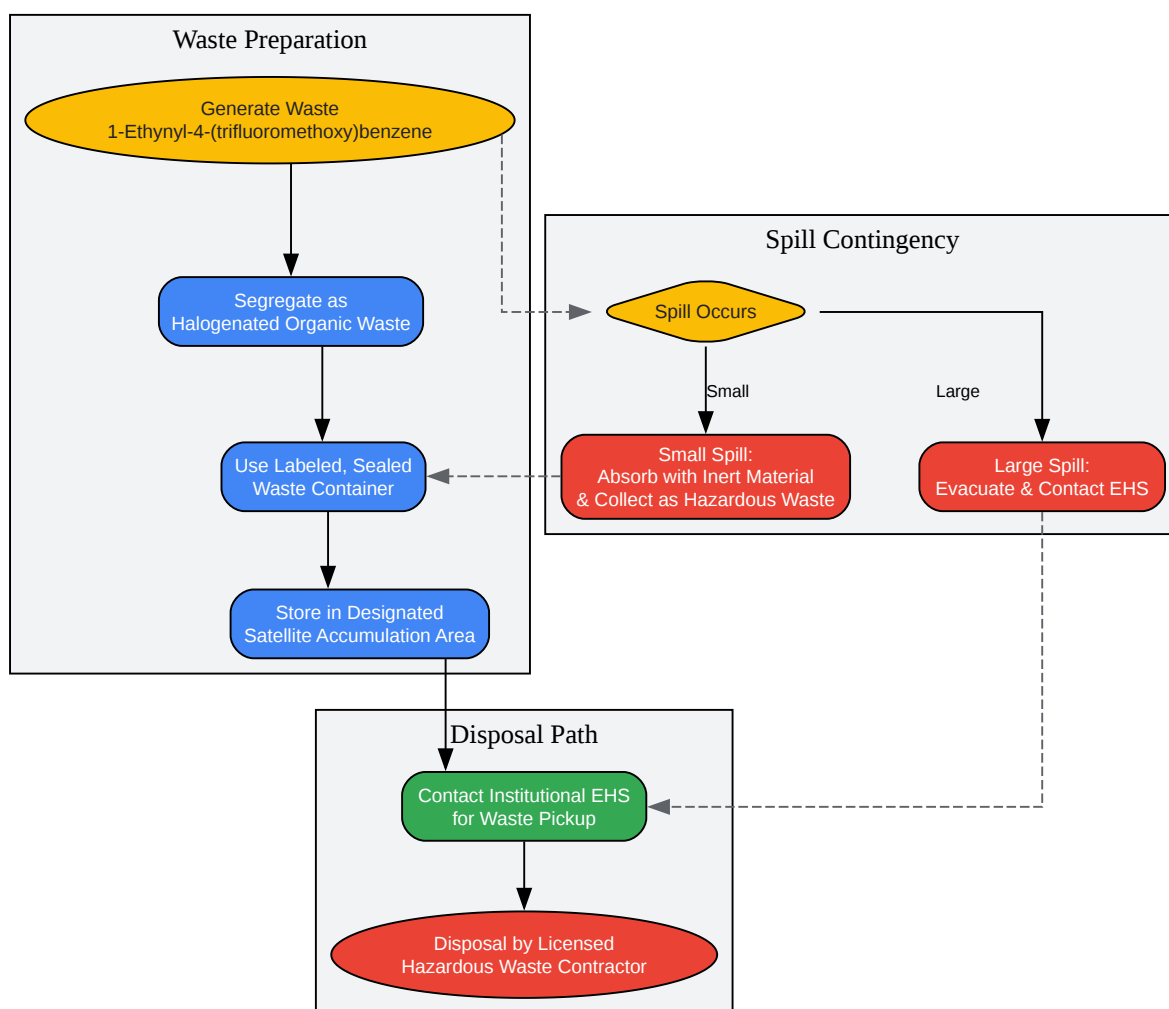 Waste Preparation
Generate Waste
1-Ethynyl-4-(trifluoromethoxy)benzene
Segregate as
Halogenated Organic Waste
Use Labeled, Sealed
Waste Container
Store in Designated
Satellite Accumulation Area
Spill Contingency
Spill Occurs
Small
Large
Small Spill:
Absorb with Inert Material
& Collect as Hazardous Waste
Large Spill:
Evacuate & Contact EHS
Disposal Path
Contact Institutional EHS
for Waste Pickup
Disposal by Licensed
Hazardous Waste Contractor